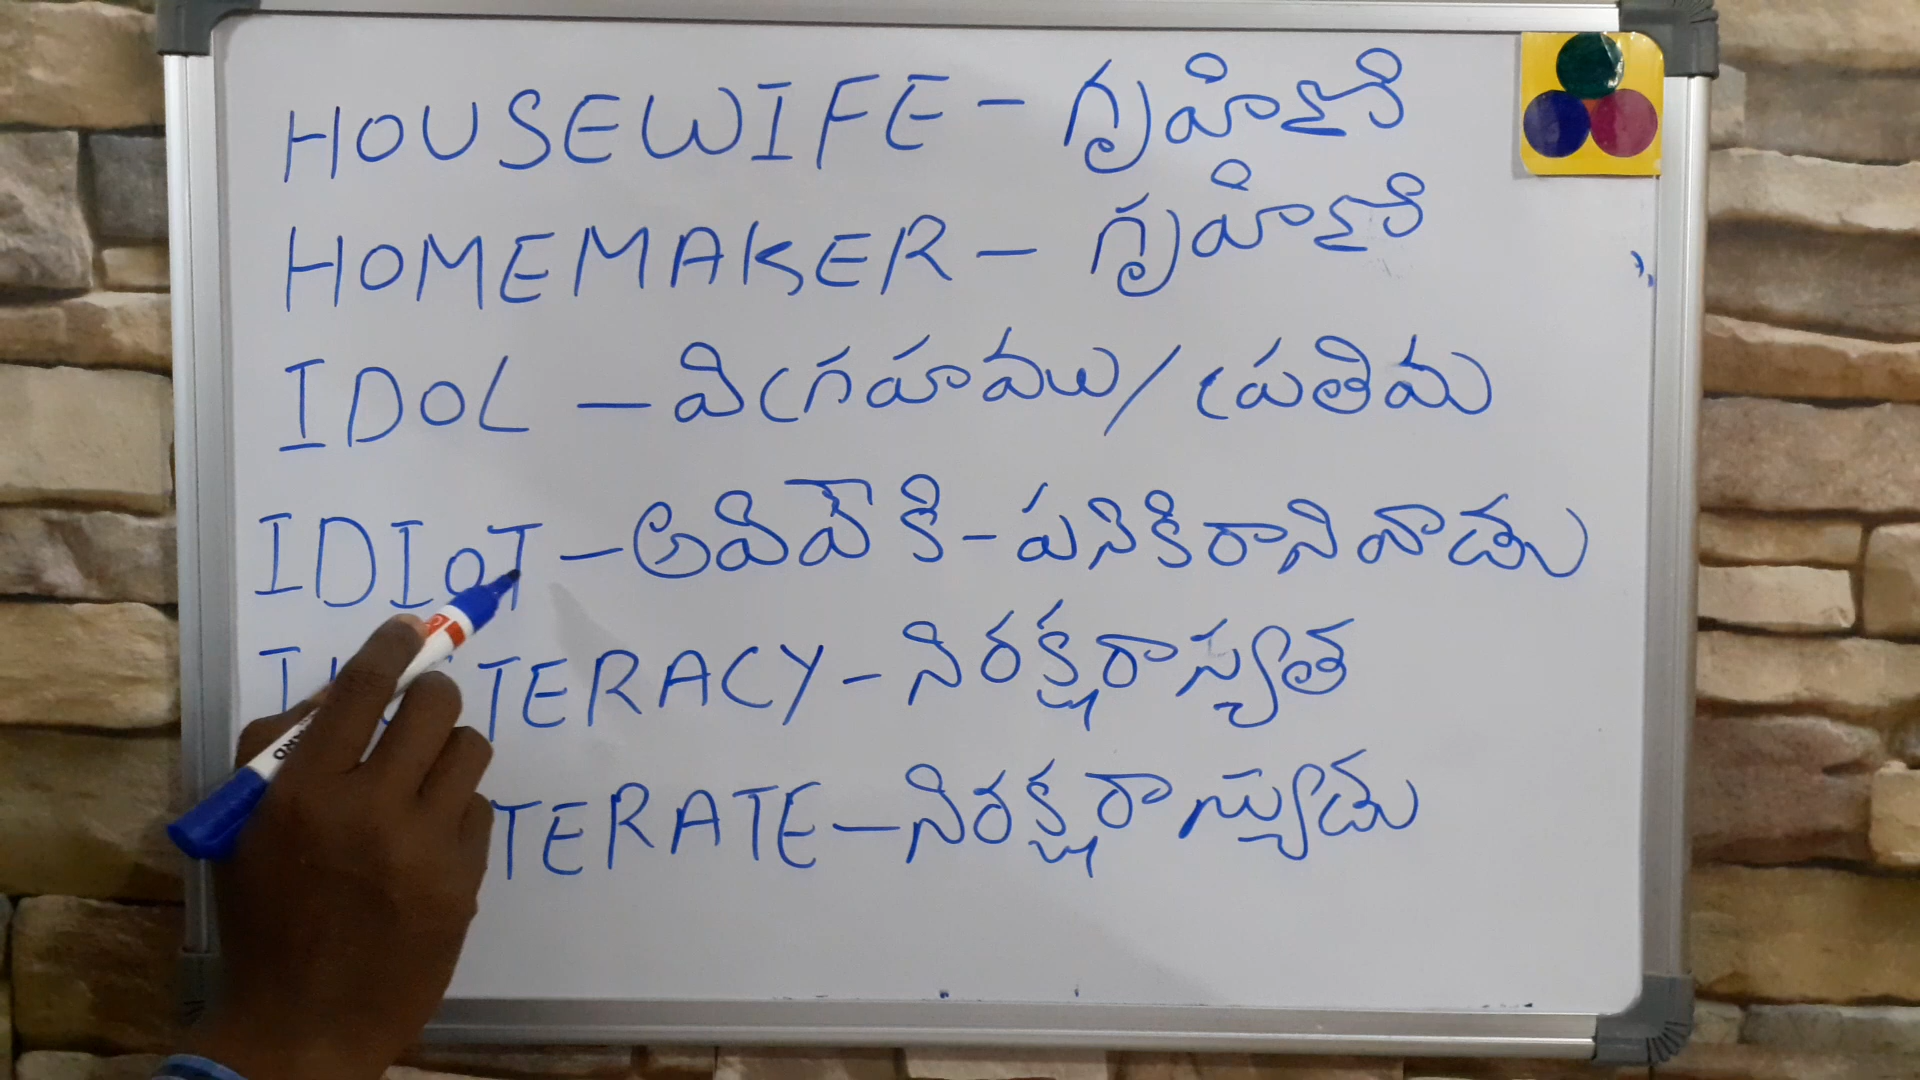 HOUSEWIFE - గృహిణి
HOMEMAKER - గృహిణి
IDOL - విగ్రహము / ప్రతిమ
IDIOT - అవివేకి - పనికిరానివాడు
TERACY - నిరక్షరాస్యత
TERATE - నిరక్షరాస్యుడు